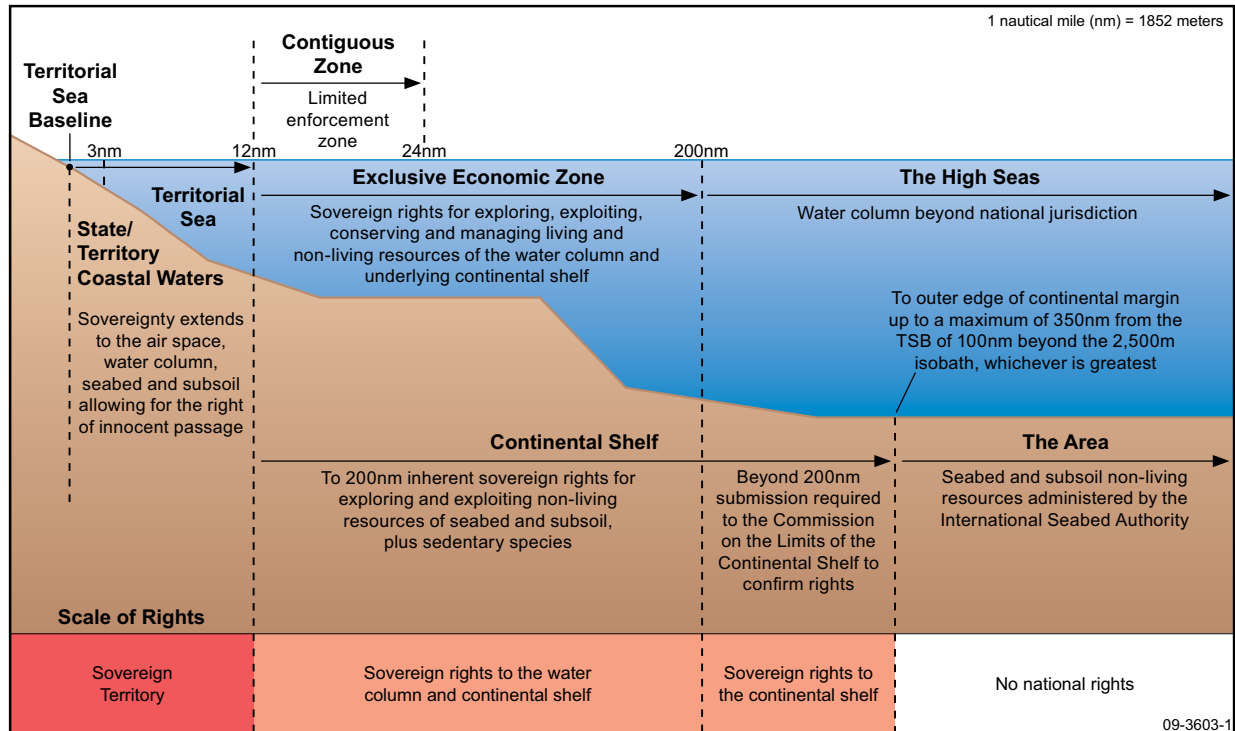 1 nautical mile (nm) = 1852 meters
Contiguous
Zone
Limited
enforcement
zone
Territorial
Sea
Baseline
3nm
12nm
24nm
200nm
Territorial
Sea
State/
Territory
Coastal Waters
Sovereignty extends
to the air space,
water column,
seabed and subsoil
allowing for the right
of innocent passage
Exclusive Economic Zone
Sovereign rights for exploring, exploiting,
conserving and managing living and
non-living resources of the water column and
underlying continental shelf
The High Seas
Water column beyond national jurisdiction
To outer edge of continental margin
up to a maximum of 350nm from the
TSB of 100nm beyond the 2,500m
isobath, whichever is greatest
Continental Shelf
To 200nm inherent sovereign rights for
exploring and exploiting non-living
resources of seabed and subsoil,
plus sedentary species
Beyond 200nm
submission required
to the Commission
on the Limits of the
Continental Shelf to
confirm rights
The Area
Seabed and subsoil non-living
resources administered by the
International Seabed Authority
Scale of Rights
Sovereign
Territory
Sovereign rights to the water
column and continental shelf
Sovereign rights to
the continental shelf
No national rights
09-3603-1